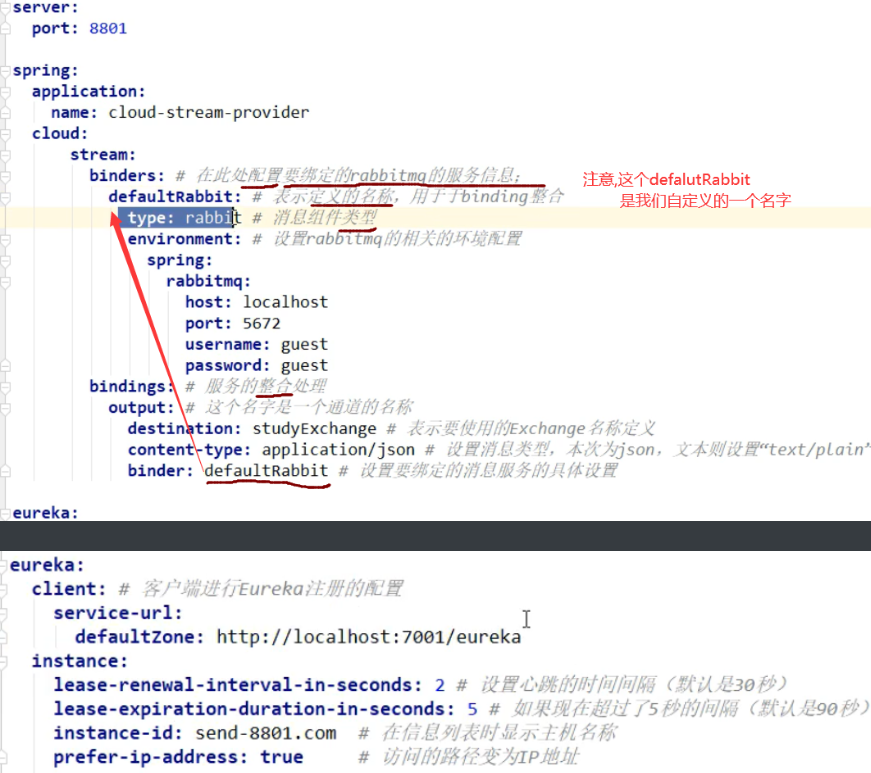 server:
port: 8801
spring:
application:
name: cloud-stream-provider
cloud:
stream:
binders: # 在此处配置要绑定的rabbitmq的服务信息;
defaultRabbit: # 表示定义的名称，用于于binding整合
注意,这个defalutRabbit
是我们自定义的一个名字
type: rabbit # 消息组件类型
environment: # 设置rabbitmq的相关的环境配置
spring:
rabbitmq:
host: localhost
port: 5672
username: guest
password: guest
bindings: # 服务的整合处理
output: # 这个名字是一个通道的名称
destination: studyExchange # 表示要使用的Exchange名称定义
content-type: application/json # 设置消息类型，本次为json，文本则设置“text/plain”
binder: defaultRabbit # 设置要绑定的消息服务的具体设置
eureka:
eureka:
client: # 客户端进行Eureka注册的配置
service-url:
defaultZone: http://localhost:7001/eureka
instance:
lease-renewal-interval-in-seconds: 2 # 设置心跳的时间间隔（默认是30秒）
lease-expiration-duration-in-seconds: 5 # 如果现在超过了5秒的间隔（默认是90秒）
instance-id: send-8801.com # 在信息列表时显示主机名称
prefer-ip-address: true # 访问的路径变为IP地址